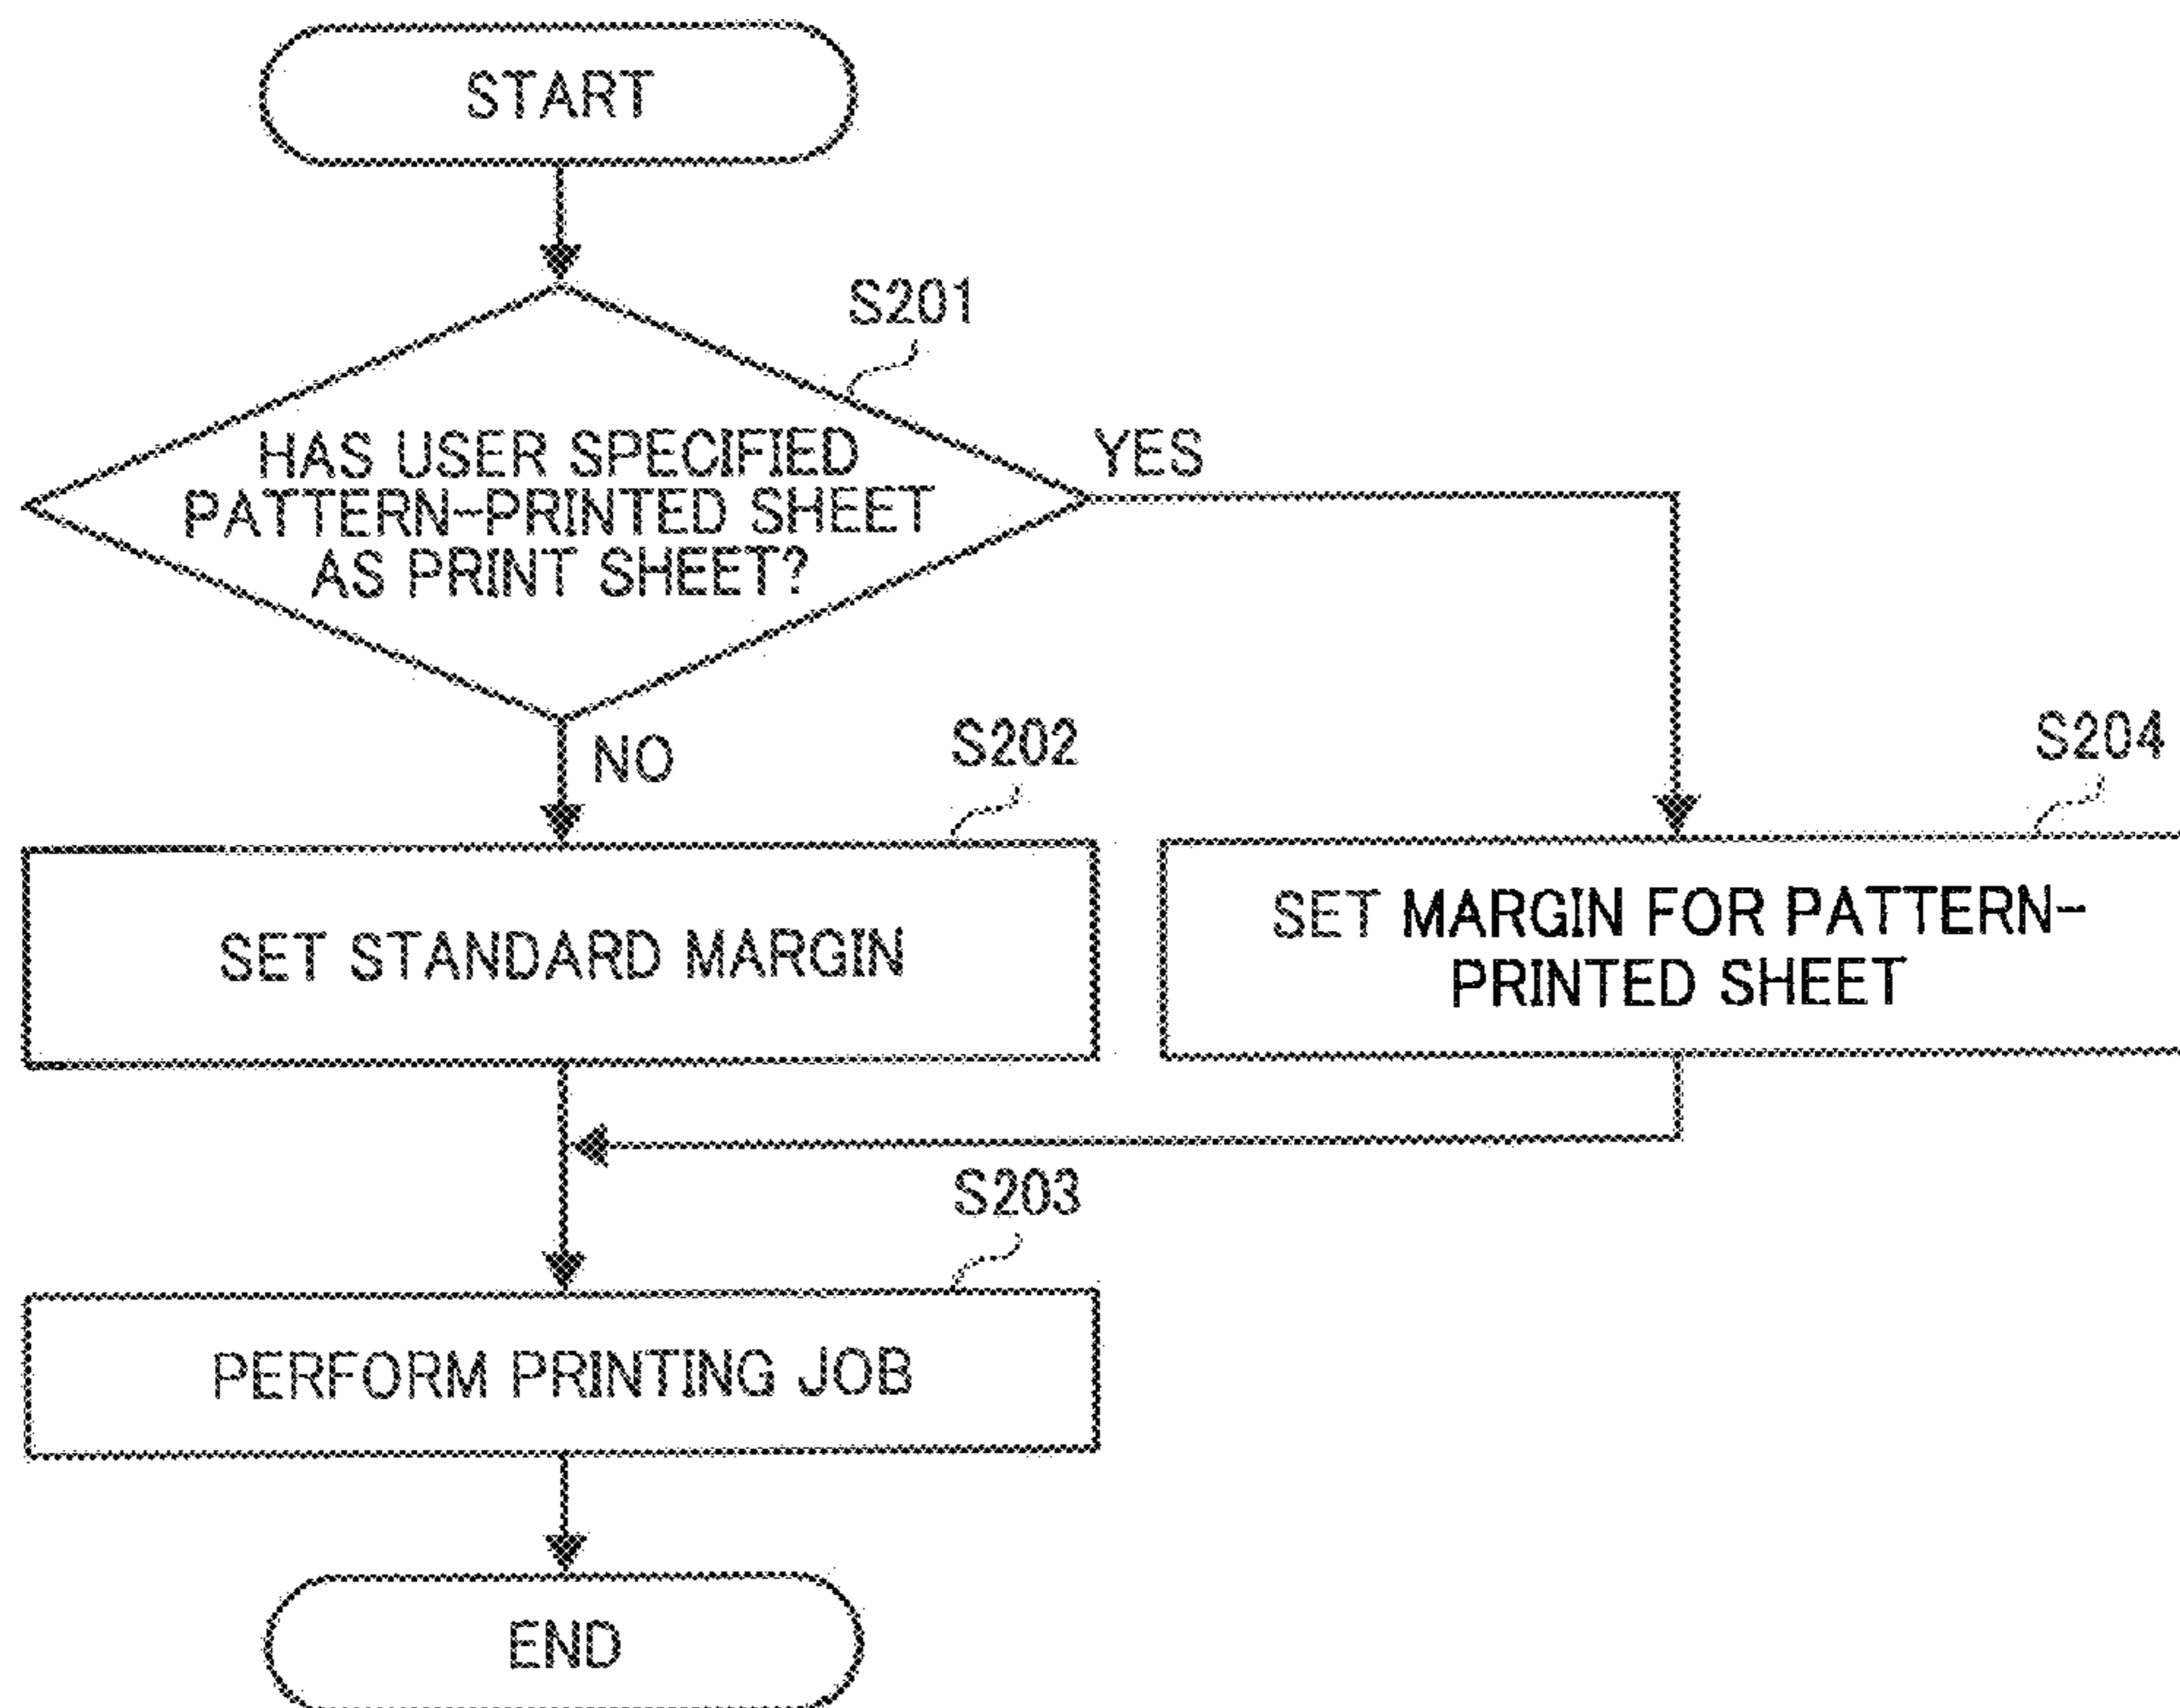 START
S201
HAS USER SPECIFIED
PATTERN-PRINTED SHEET
AS PRINT SHEET?
YES
NO
S202
S204
SET STANDARD MARGIN
SET MARGIN FOR PATTERN-
PRINTED SHEET
S203
PERFORM PRINTING JOB
END